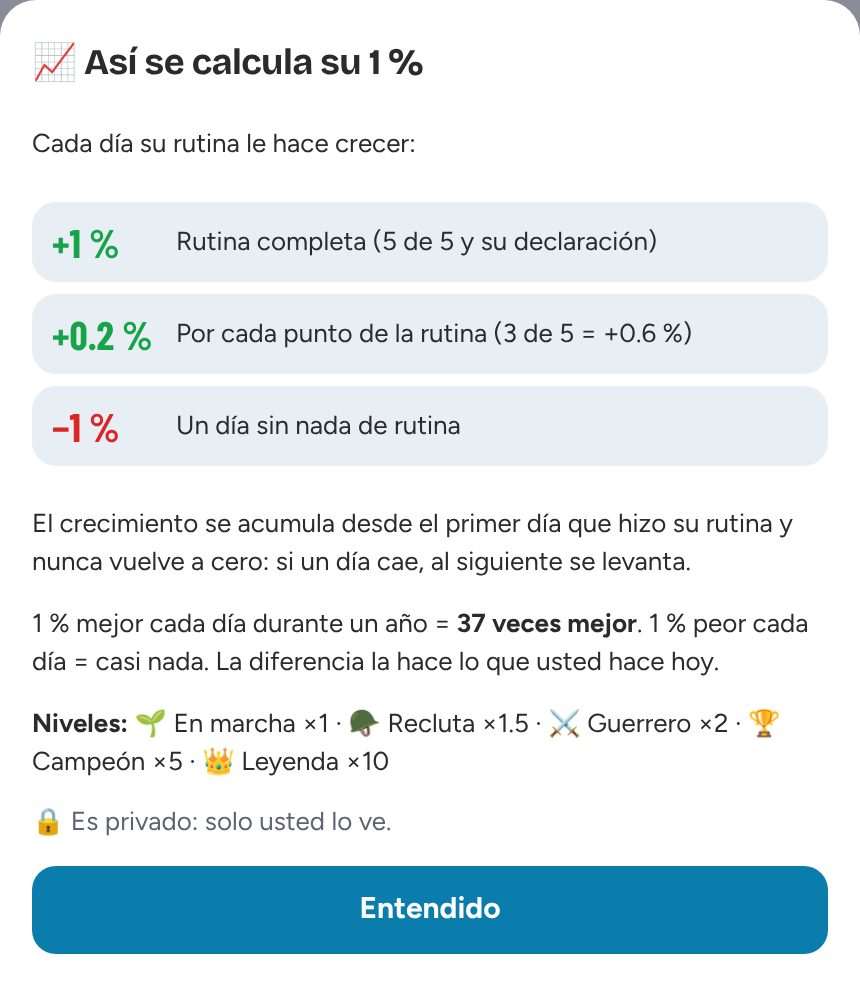 📈 Así se calcula su 1 %
Cada día su rutina le hace crecer:
+1 % Rutina completa (5 de 5 y su declaración)
+0.2 % Por cada punto de la rutina (3 de 5 = +0.6 %)
−1 % Un día sin nada de rutina
El crecimiento se acumula desde el primer día que hizo su rutina y
nunca vuelve a cero: si un día cae, al siguiente se levanta.
1 % mejor cada día durante un año = 37 veces mejor. 1 % peor cada
día = casi nada. La diferencia la hace lo que usted hace hoy.
Niveles: 🌱 En marcha ×1 · 🪖 Recluta ×1.5 · ⚔️ Guerrero ×2 · 🏆
Campeón ×5 · 👑 Leyenda ×10
🔒 Es privado: solo usted lo ve.
Entendido